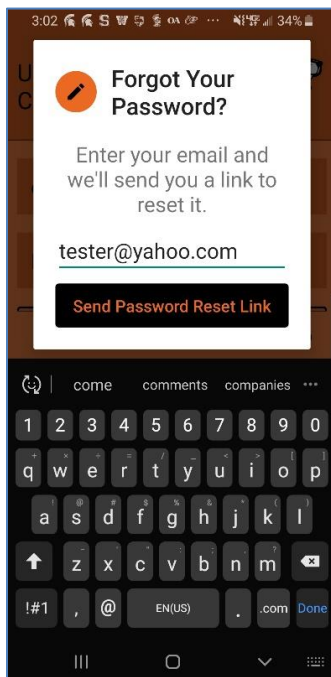 3:02 34%
Forgot Your
Password?
Enter your email and
we'll send you a link to
reset it.
tester@yahoo.com
Send Password Reset Link
come comments companies
1 2 3 4 5 6 7 8 9 0
q w e r t y u i o p
a s d f g h j k l
z x c v b n m
!#1 , @ EN(US) . .com Done